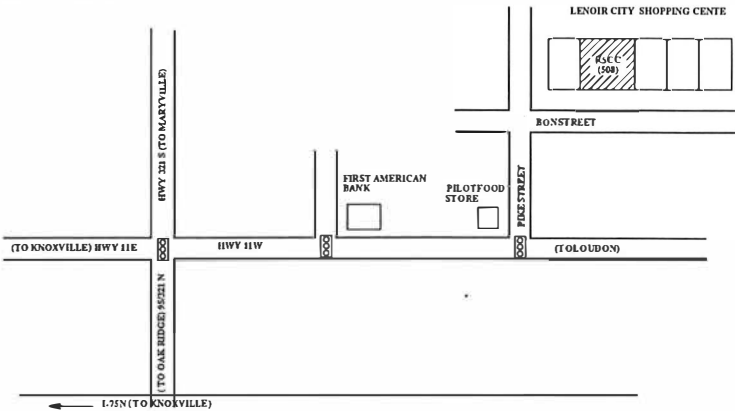 LENOIR CITY SHOPPING CENTE
RSCC
(508)
HWY 321 S (TO MARYVILLE)
BONSTREET
FIRST AMERICAN
BANK
PILOTFOOD
STORE
PIKE STREET
(TO KNOXVILLE) HWY 11E
HWY 11W
(TOLOUDON)
(TO OAK RIDGE) 95/321 N
I-75N (TO KNOXVILLE)